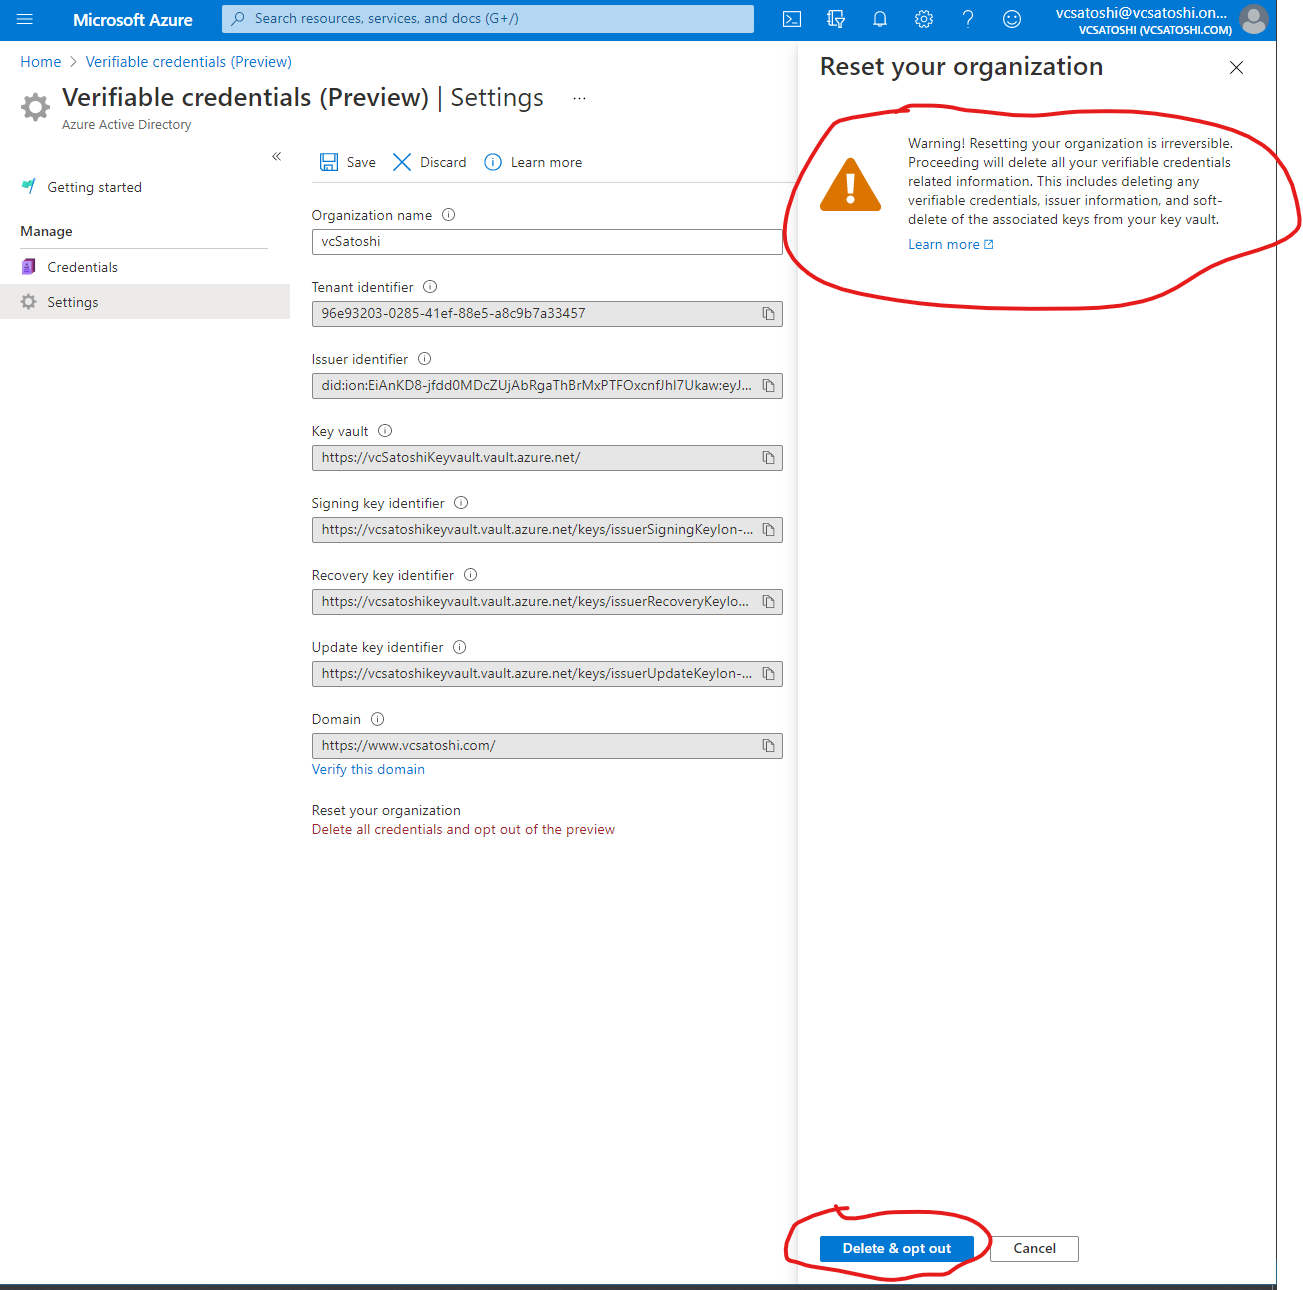 Microsoft Azure
Search resources, services, and docs (G+/)
vcsatoshi@vcsatoshi.on...
VCSATOSHI (VCSATOSHI.COM)
Home > Verifiable credentials (Preview)
Verifiable credentials (Preview) | Settings ...
Azure Active Directory
«
Getting started
Manage
Credentials
Settings
Save
Discard
Learn more
Organization name
vcSatoshi
Tenant identifier
96e93203-0285-41ef-88e5-a8c9b7a33457
Issuer identifier
did:ion:EiAnKD8-jfdd0MDcZUjAbRgaThBrMxPTFOxcnfJhI7Ukaw:eyJ...
Key vault
https://vcSatoshiKeyvault.vault.azure.net/
Signing key identifier
https://vcsatoshikeyvault.vault.azure.net/keys/issuerSigningKeyIon-...
Recovery key identifier
https://vcsatoshikeyvault.vault.azure.net/keys/issuerRecoveryKeyIo...
Update key identifier
https://vcsatoshikeyvault.vault.azure.net/keys/issuerUpdateKeyIon-...
Domain
https://www.vcsatoshi.com/
Verify this domain
Reset your organization
Delete all credentials and opt out of the preview
Reset your organization
Warning! Resetting your organization is irreversible.
Proceeding will delete all your verifiable credentials
related information. This includes deleting any
verifiable credentials, issuer information, and soft-
delete of the associated keys from your key vault.
Learn more
Delete & opt out
Cancel